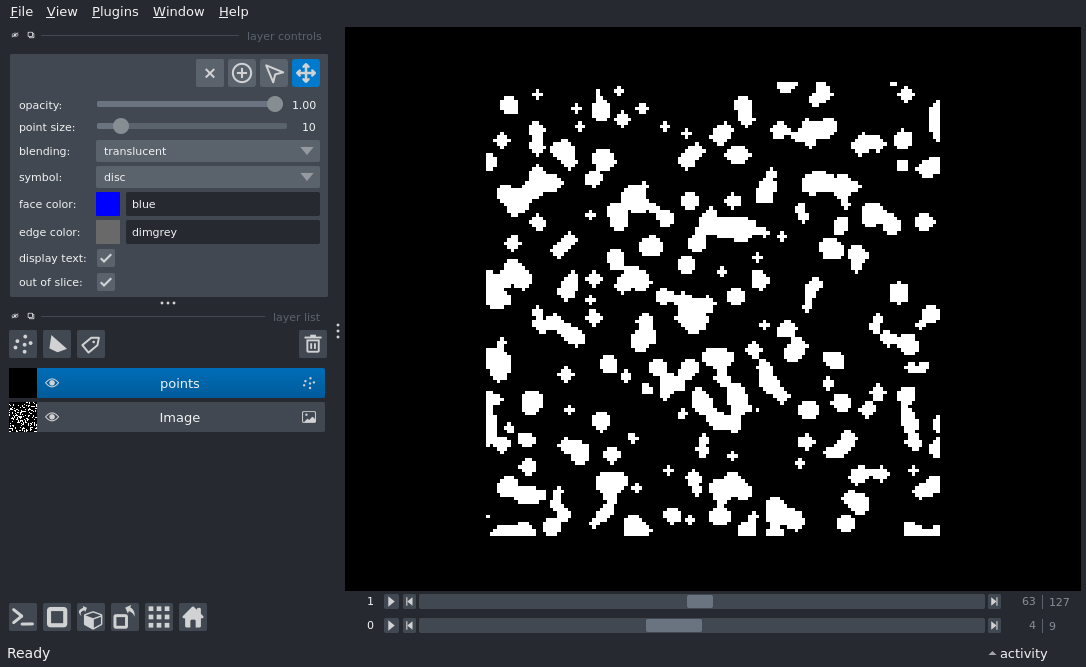 File View Plugins Window Help
layer controls
opacity: 1.00
point size: 10
blending: translucent
symbol: disc
face color: blue
edge color: dimgrey
display text:
out of slice:
layer list
points
Image
1 63 127
0 4 9
Ready activity